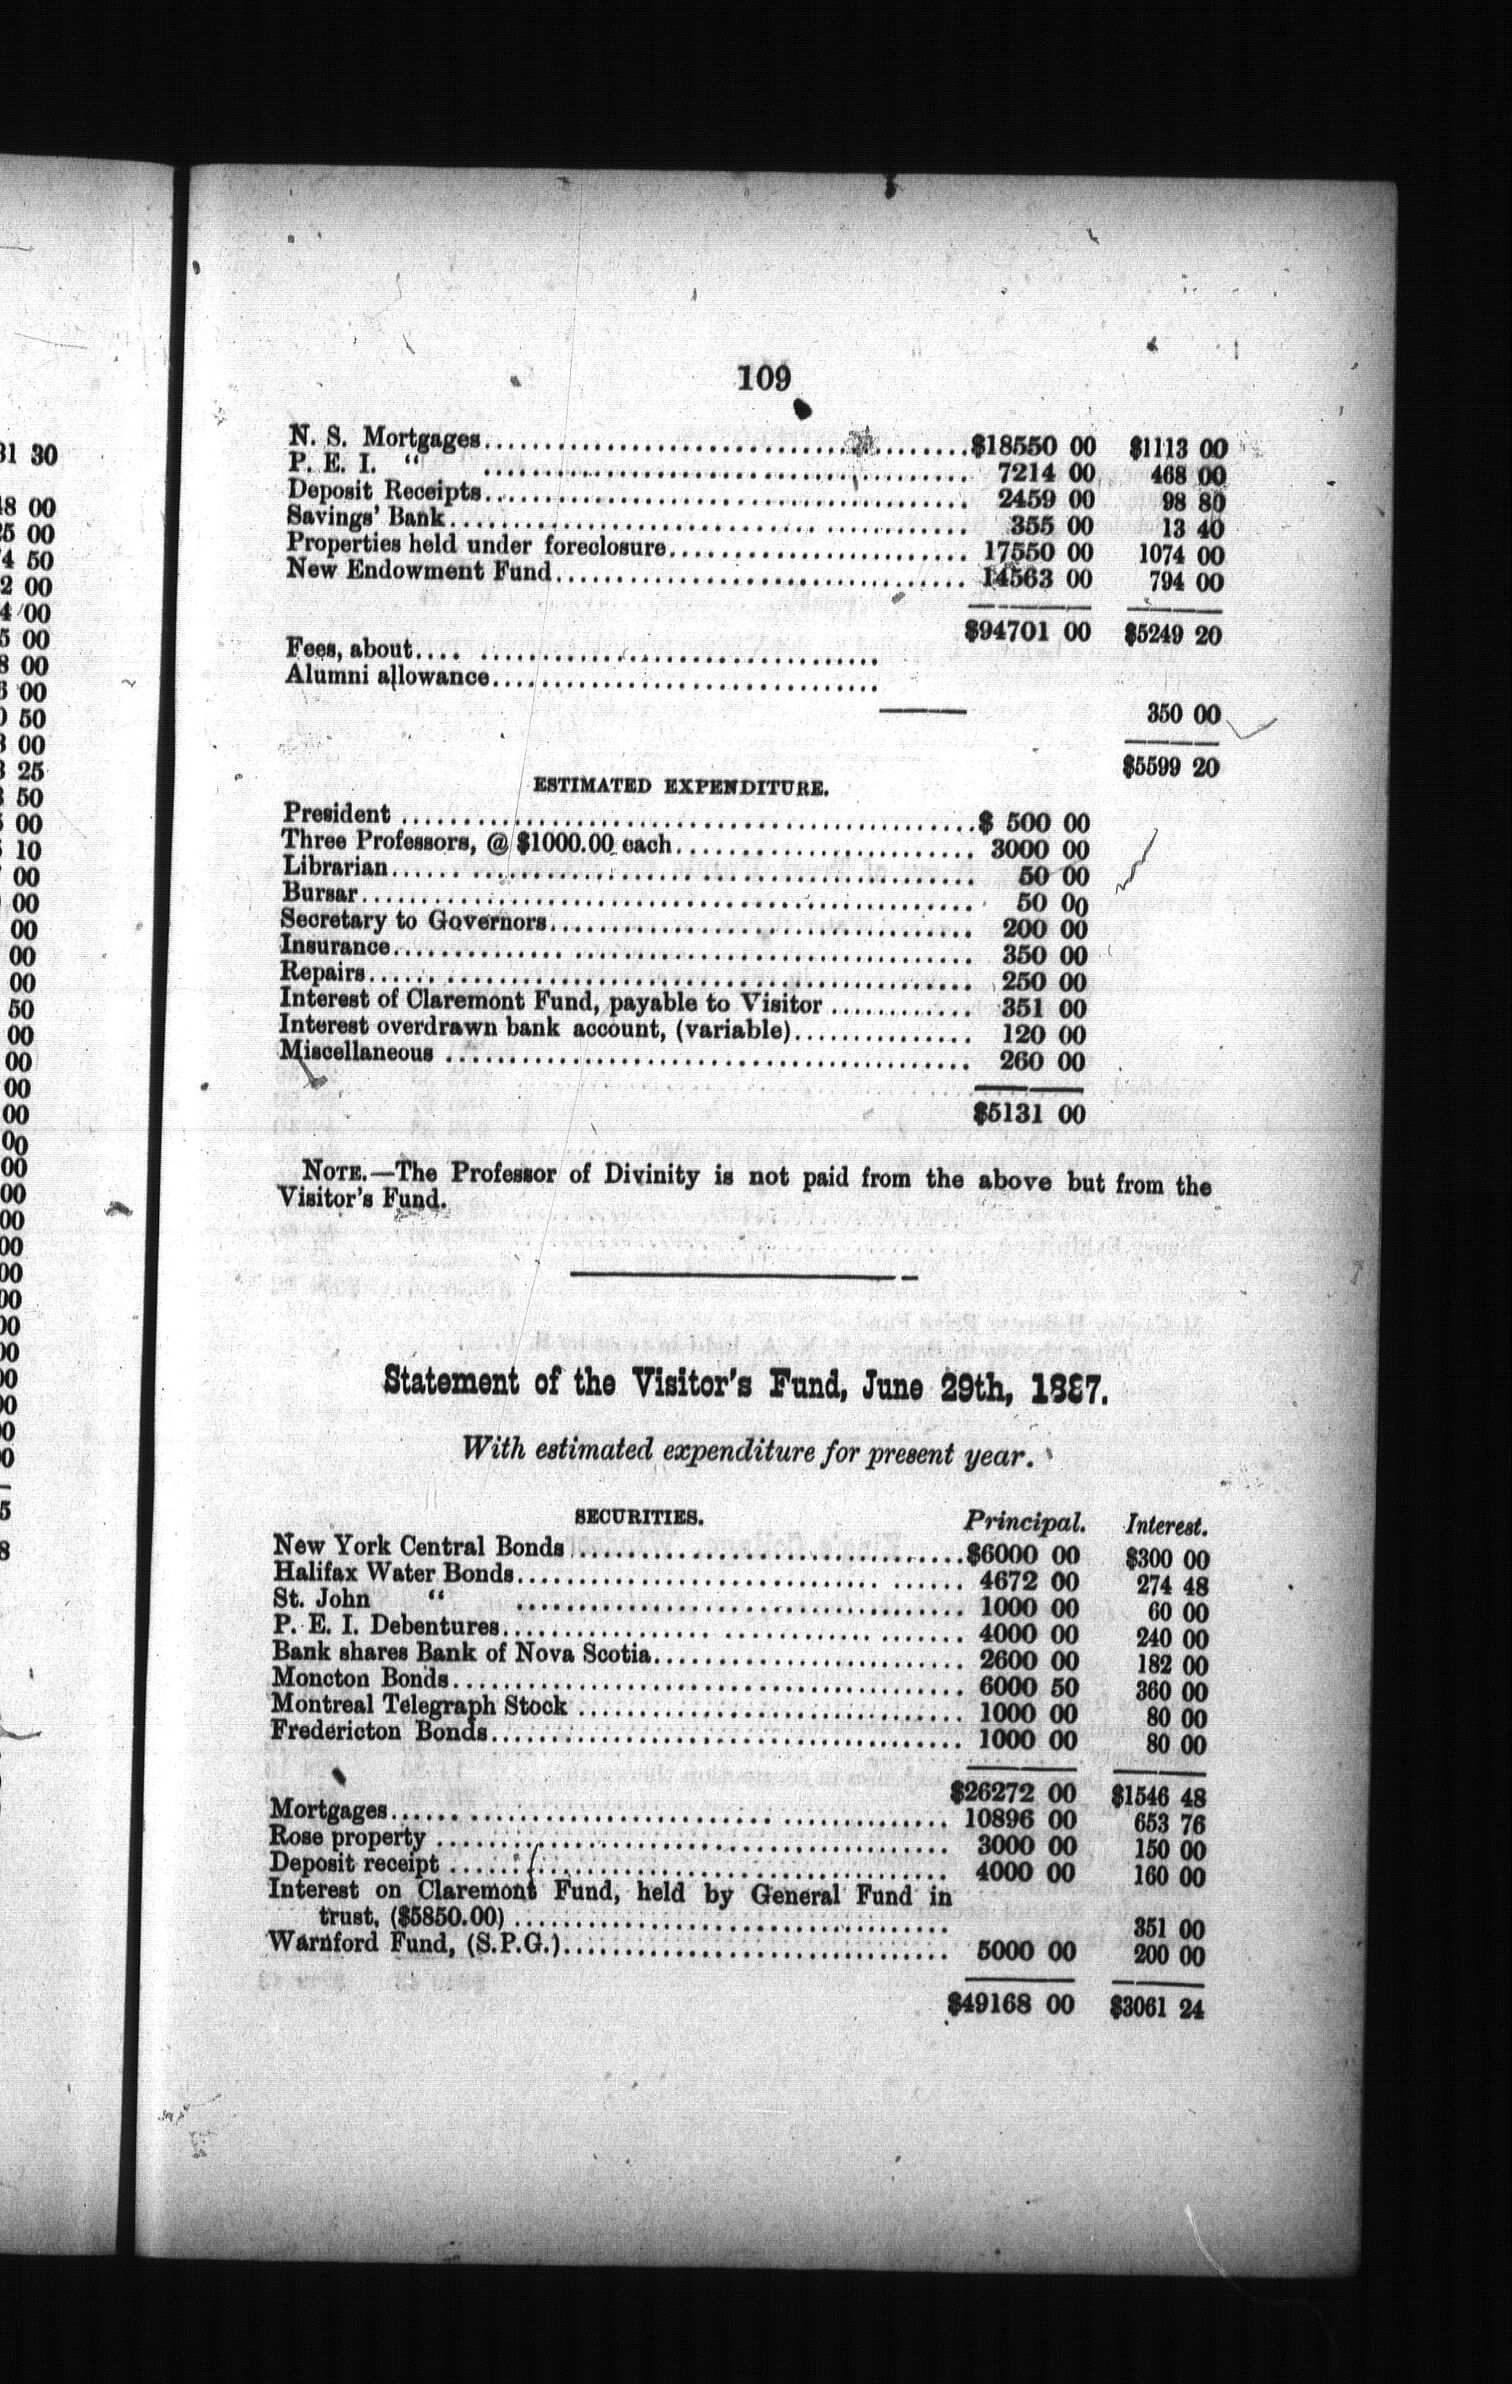 109
N. S. Mortgages........ $18550 00 $1113 00
P. E. I. “ ........ 7214 00 468 00
Deposit Receipts........ 2459 00 98 80
Savings' Bank........ 355 00 13 40
Properties held under foreclosure........ 17550 00 1074 00
New Endowment Fund........ 14563 00 794 00
$94701 00 $5249 20
Fees, about........
Alumni allowance........
350 00
$5599 20
ESTIMATED EXPENDITURE.
President ........ $ 500 00
Three Professors, @ $1000.00 each........ 3000 00
Librarian........ 50 00
Bursar........ 50 00
Secretary to Governors........ 200 00
Insurance........ 350 00
Repairs........ 250 00
Interest of Claremont Fund, payable to Visitor ........ 351 00
Interest overdrawn bank account, (variable)........ 120 00
Miscellaneous ........ 260 00
$5131 00
NOTE.—The Professor of Divinity is not paid from the above but from the
Visitor's Fund.
Statement of the Visitor's Fund, June 29th, 1887.
With estimated expenditure for present year.
SECURITIES. Principal. Interest.
New York Central Bonds ........ $6000 00 $300 00
Halifax Water Bonds........ 4672 00 274 48
St. John “ ........ 1000 00 60 00
P. E. I. Debentures........ 4000 00 240 00
Bank shares Bank of Nova Scotia........ 2600 00 182 00
Moncton Bonds........ 6000 50 360 00
Montreal Telegraph Stock ........ 1000 00 80 00
Fredericton Bonds........ 1000 00 80 00
$26272 00 $1546 48
Mortgages........ 10896 00 653 76
Rose property ........ 3000 00 150 00
Deposit receipt ........ 4000 00 160 00
Interest on Claremont Fund, held by General Fund in
trust, ($5850.00) ........ 351 00
Warnford Fund, (S.P.G.)........ 5000 00 200 00
$49168 00 $3061 24